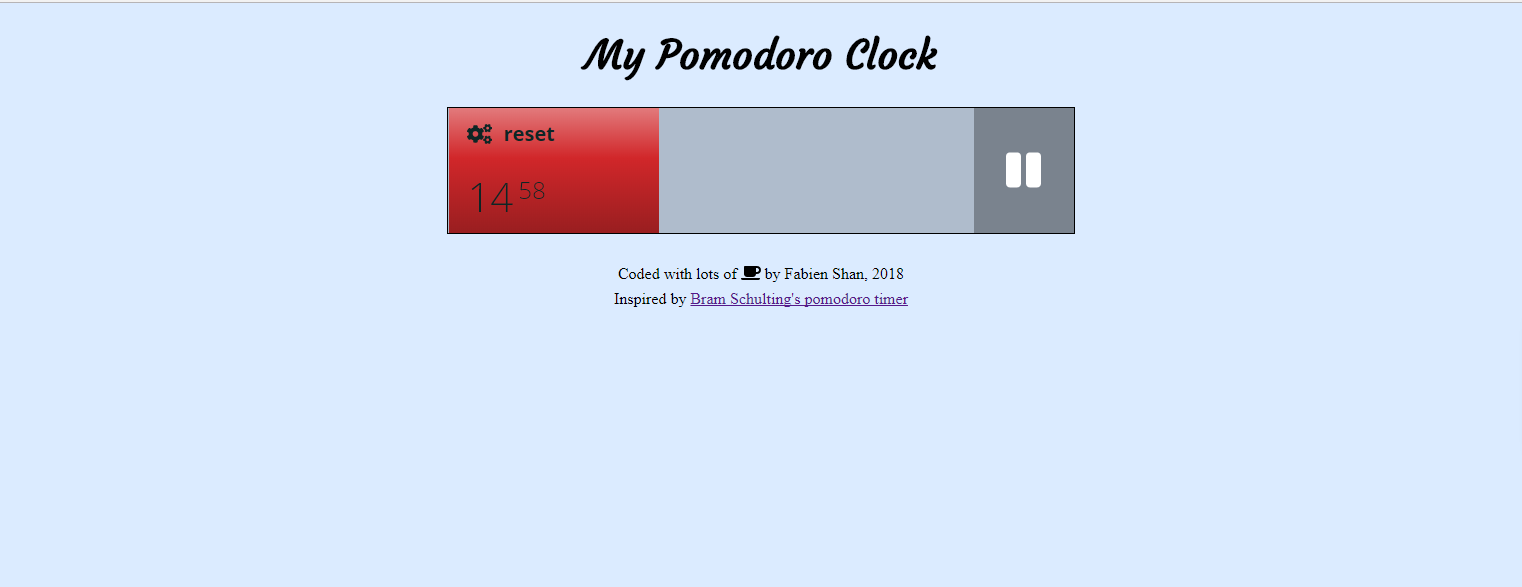 My Pomodoro Clock
reset
14 58
Coded with lots of by Fabien Shan, 2018
Inspired by Bram Schulting's pomodoro timer